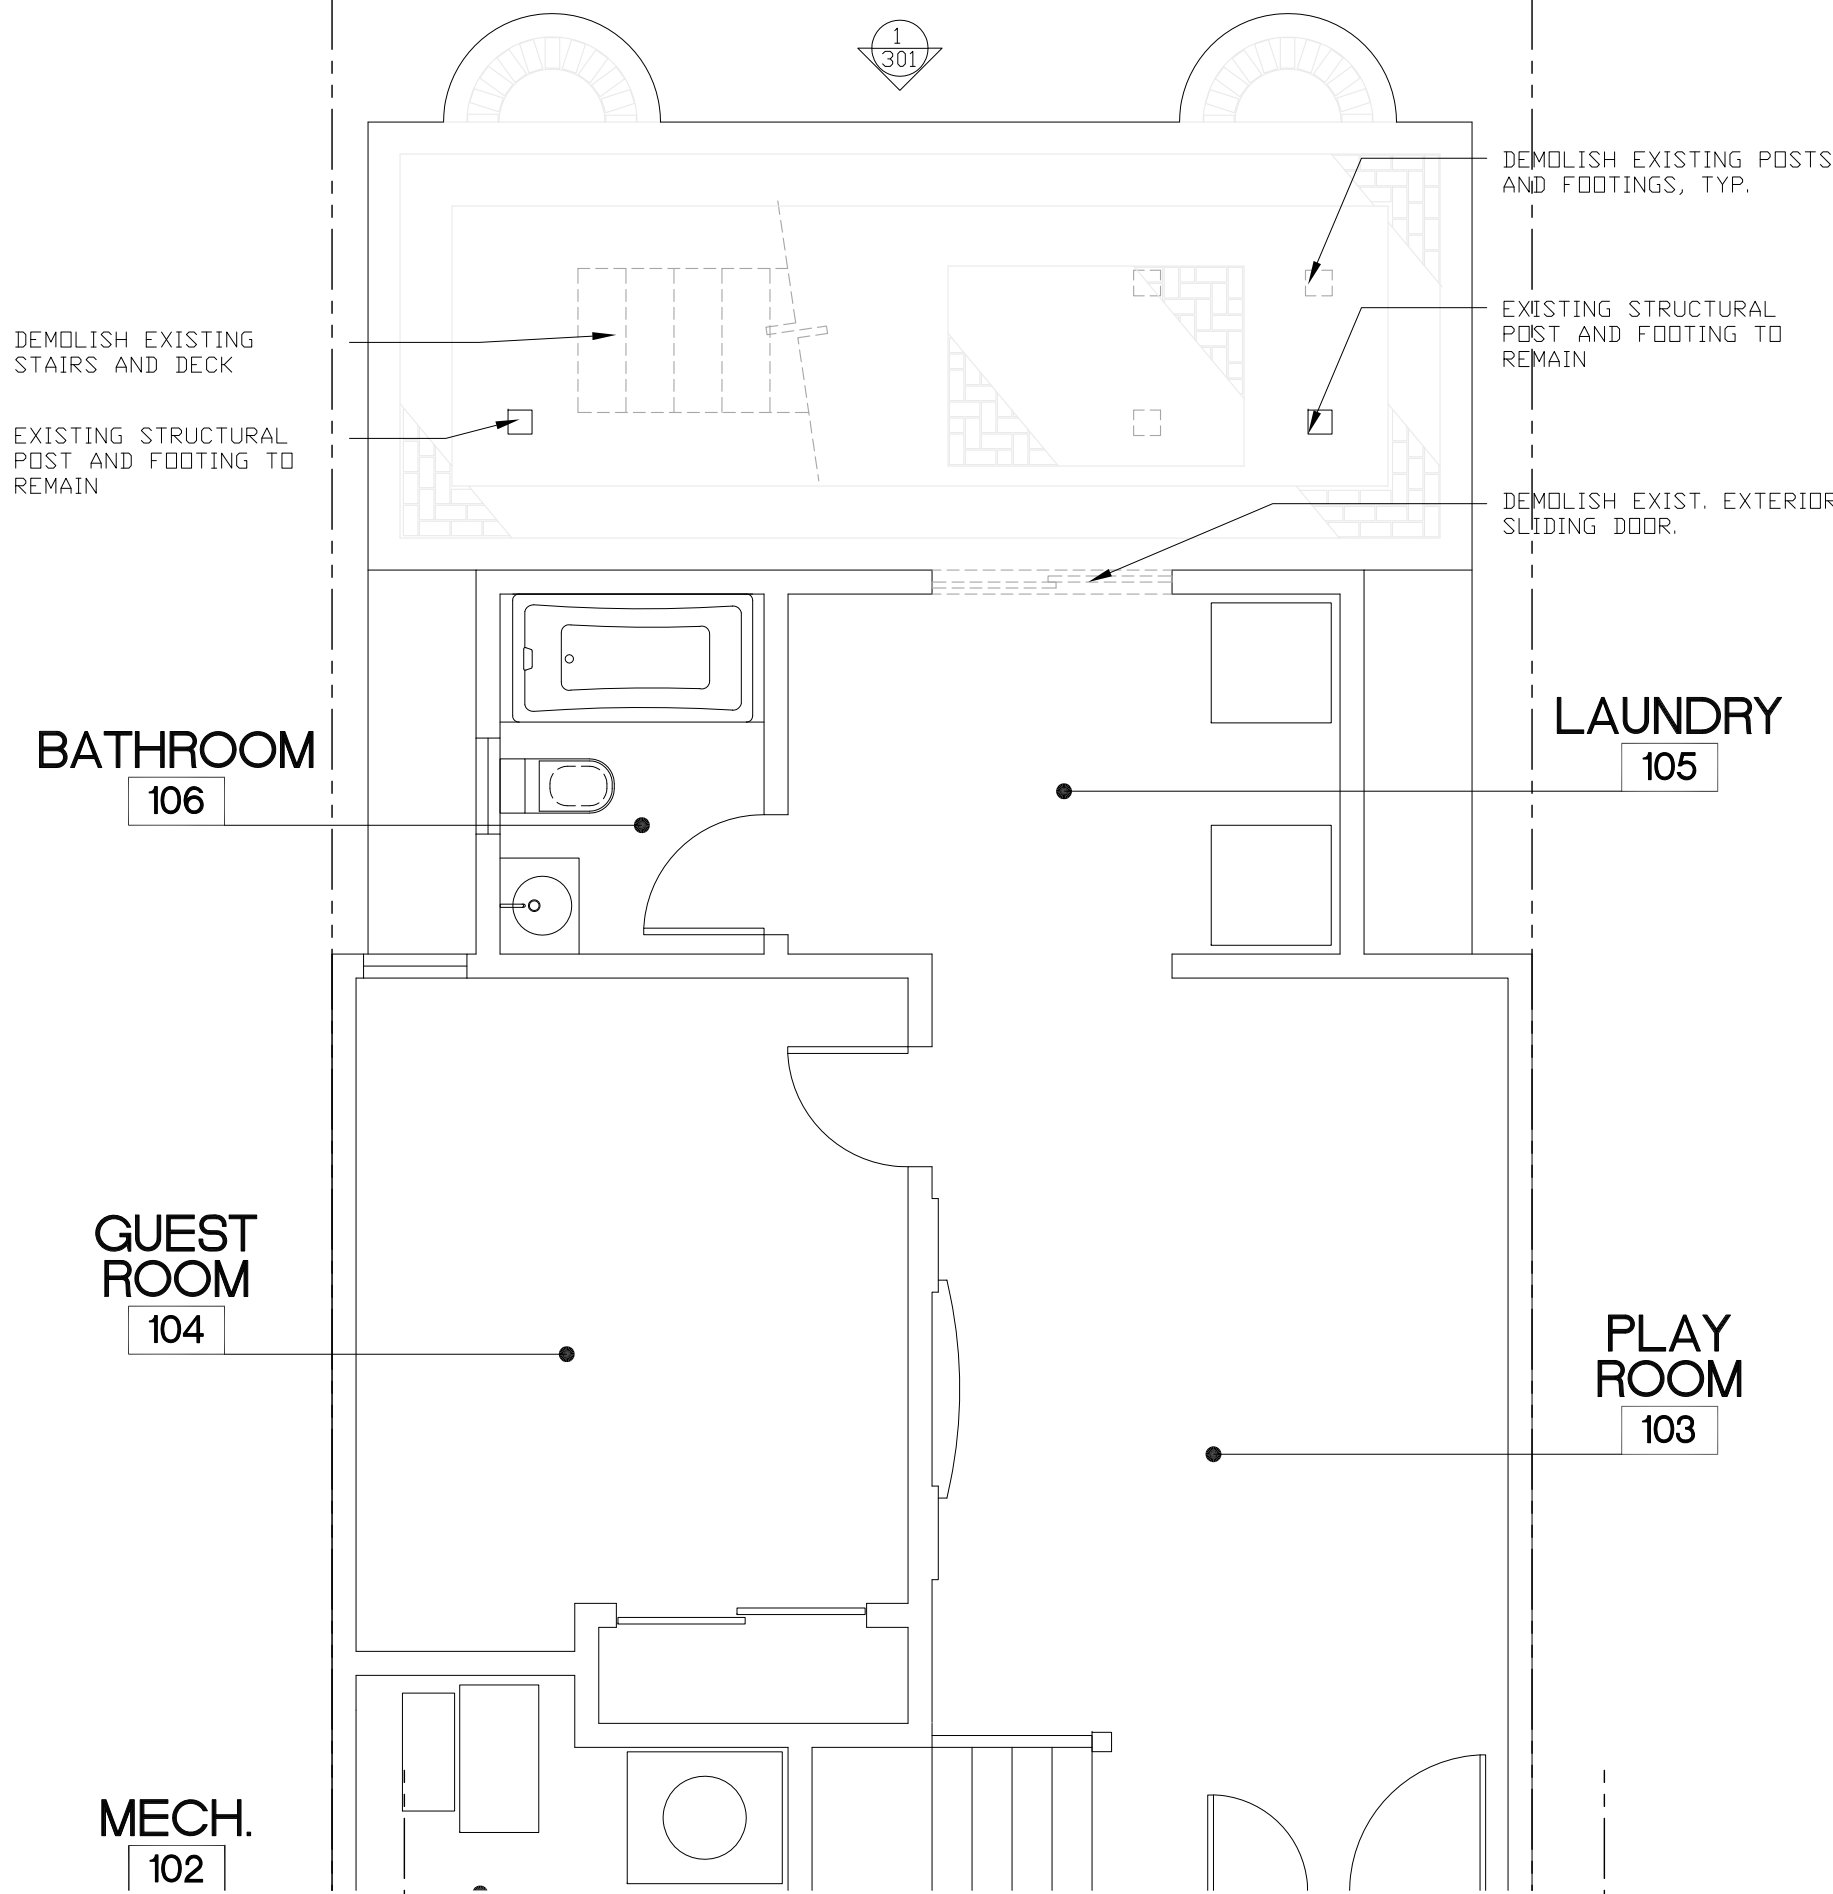 1
301
DEMOLISH EXISTING POSTS
AND FOOTINGS, TYP.
EXISTING STRUCTURAL
POST AND FOOTING TO
REMAIN
DEMOLISH EXISTING
STAIRS AND DECK
EXISTING STRUCTURAL
POST AND FOOTING TO
REMAIN
DEMOLISH EXIST. EXTERIOR
SLIDING DOOR.
LAUNDRY
105
BATHROOM
106
GUEST
ROOM
104
PLAY
ROOM
103
MECH.
102